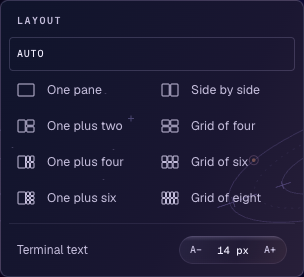 LAYOUT
AUTO
One pane Side by side
One plus two Grid of four
One plus four Grid of six
One plus six Grid of eight
Terminal text A− 14 px A+